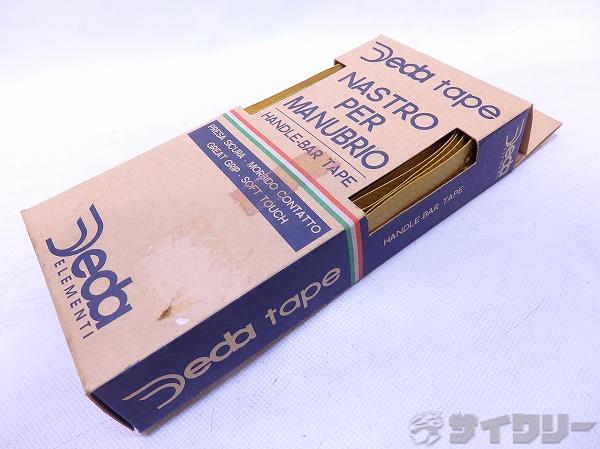 Deda tape
NASTRO
PER
MANUBRIO
HANDLE-BAR TAPE
PRESA SICURA - MORBIDO CONTATTO
GREAT GRIP - SOFT TOUCH
Deda
ELEMENTI
Deda tape
HANDLE-BAR TAPE
Deda
サイクリー